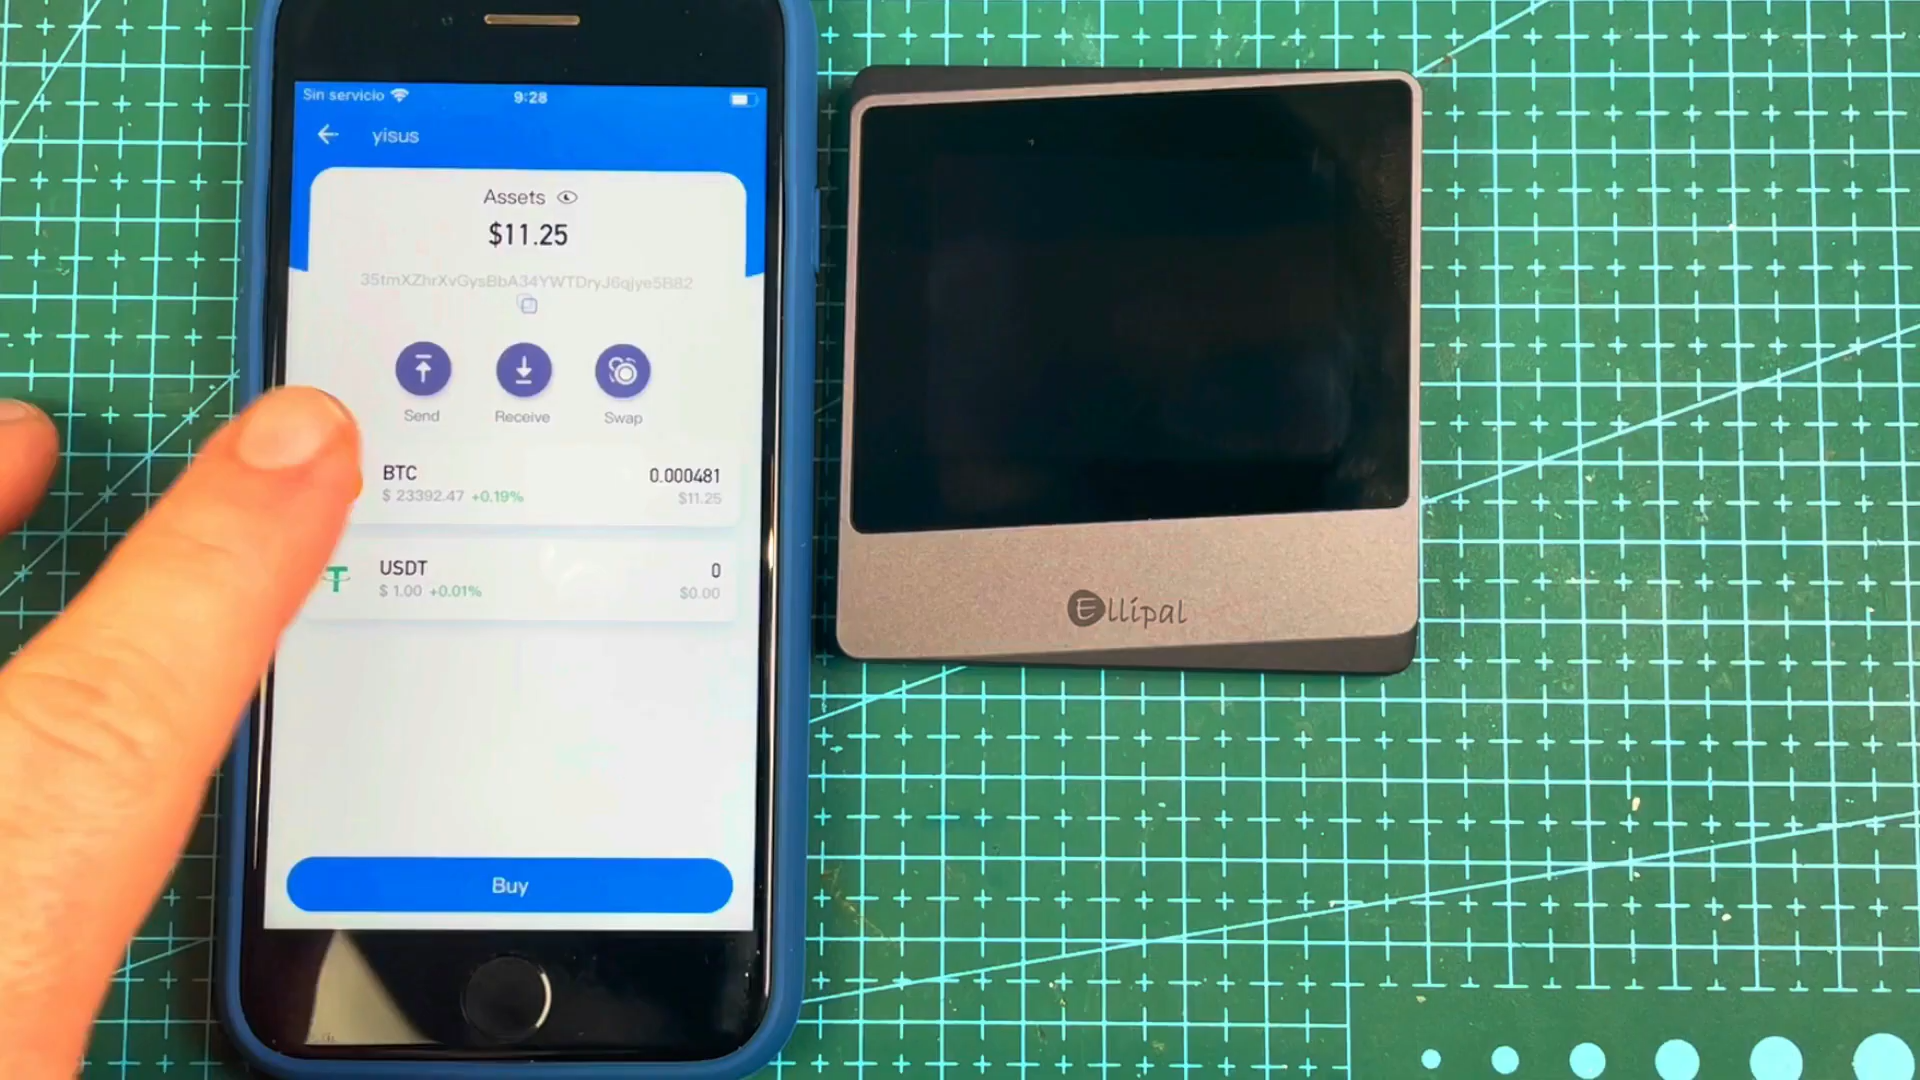 Sin servicio 9:28
yisus
Assets
$11.25
35tmXZhrXvGysBbA34YWTDryJ6qjye5B82
Send Receive Swap
BTC 0.000481
$ 23392.47 +0.19% $11.25
USDT 0
$ 1.00 +0.01% $0.00
Buy
Ellipal